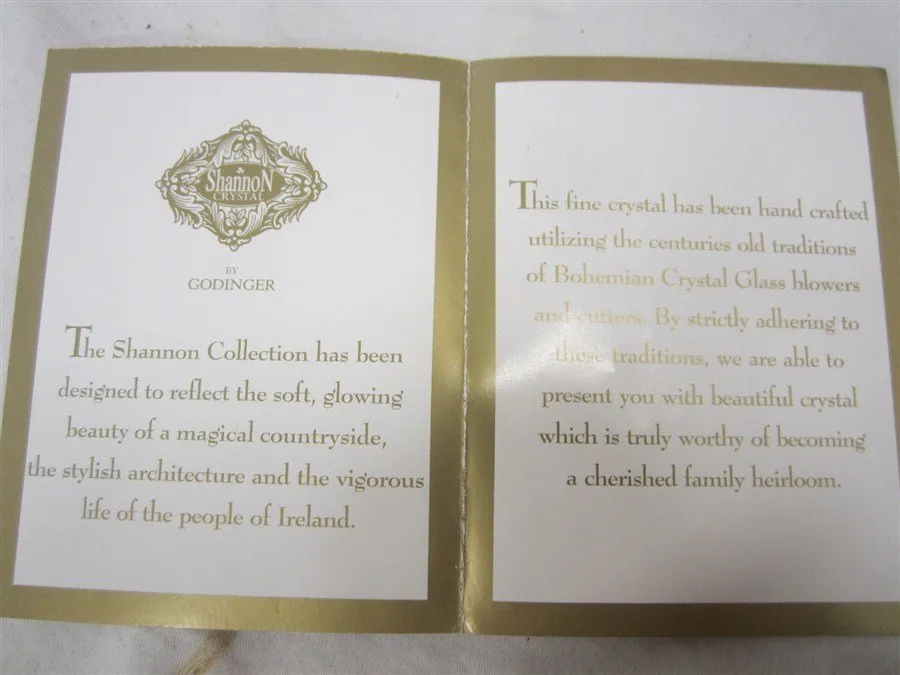 ShannoN
CRYSTAL
BY
GODINGER
The Shannon Collection has been
designed to reflect the soft, glowing
beauty of a magical countryside,
the stylish architecture and the vigorous
life of the people of Ireland.
This fine crystal has been hand crafted
utilizing the centuries old traditions
of Bohemian Crystal Glass blowers
and cutters. By strictly adhering to
these traditions, we are able to
present you with beautiful crystal
which is truly worthy of becoming
a cherished family heirloom.